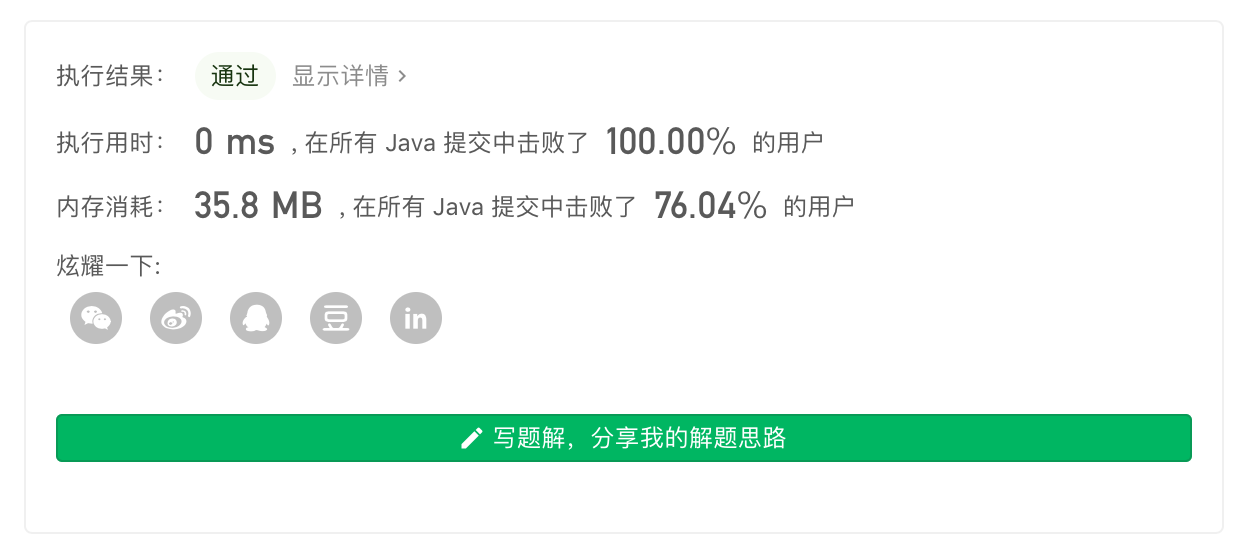 执行结果： 通过 显示详情 ›
执行用时： 0 ms , 在所有 Java 提交中击败了 100.00% 的用户
内存消耗： 35.8 MB , 在所有 Java 提交中击败了 76.04% 的用户
炫耀一下:
豆 in
写题解，分享我的解题思路